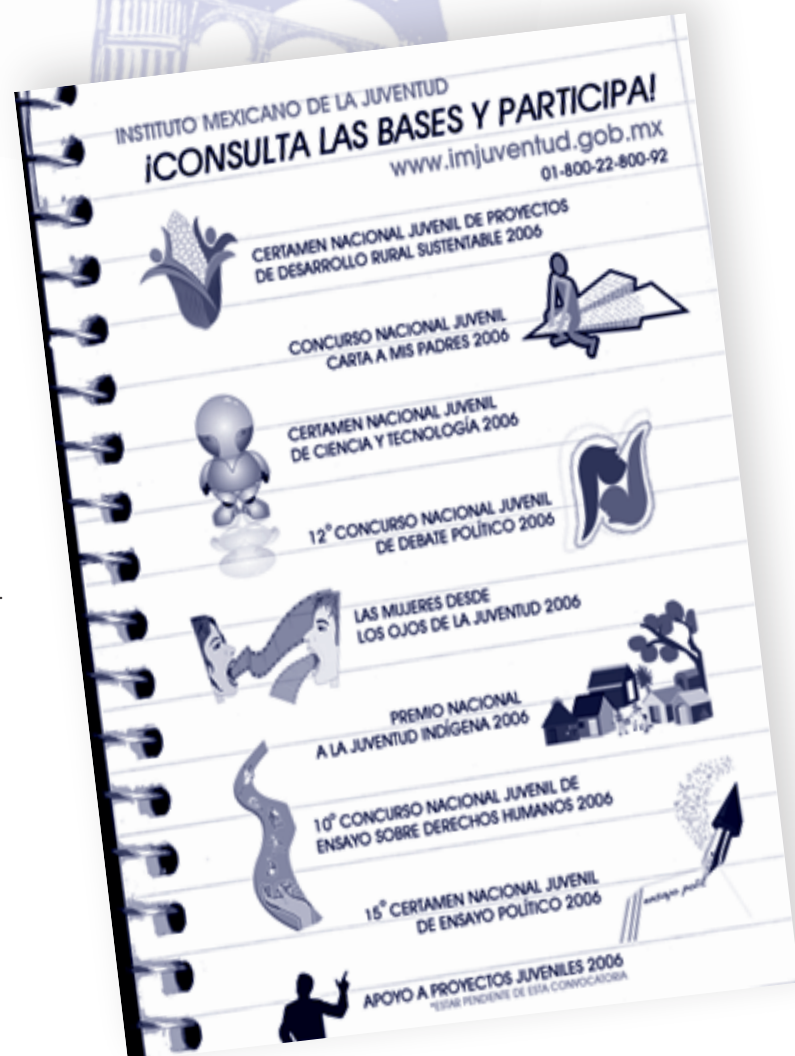 INSTITUTO MEXICANO DE LA JUVENTUD
¡CONSULTA LAS BASES Y PARTICIPA!
www.imjuventud.gob.mx
01-800-22-800-92
CERTAMEN NACIONAL JUVENIL DE PROYECTOS
DE DESARROLLO RURAL SUSTENTABLE 2006
CONCURSO NACIONAL JUVENIL
CARTA A MIS PADRES 2006
CERTAMEN NACIONAL JUVENIL
DE CIENCIA Y TECNOLOGÍA 2006
12° CONCURSO NACIONAL JUVENIL
DE DEBATE POLÍTICO 2006
LAS MUJERES DESDE
LOS OJOS DE LA JUVENTUD 2006
PREMIO NACIONAL
A LA JUVENTUD INDÍGENA 2006
10° CONCURSO NACIONAL JUVENIL DE
ENSAYO SOBRE DERECHOS HUMANOS 2006
15° CERTAMEN NACIONAL JUVENIL
DE ENSAYO POLÍTICO 2006
APOYO A PROYECTOS JUVENILES 2006
*ESTAR PENDIENTE DE ESTA CONVOCATORIA